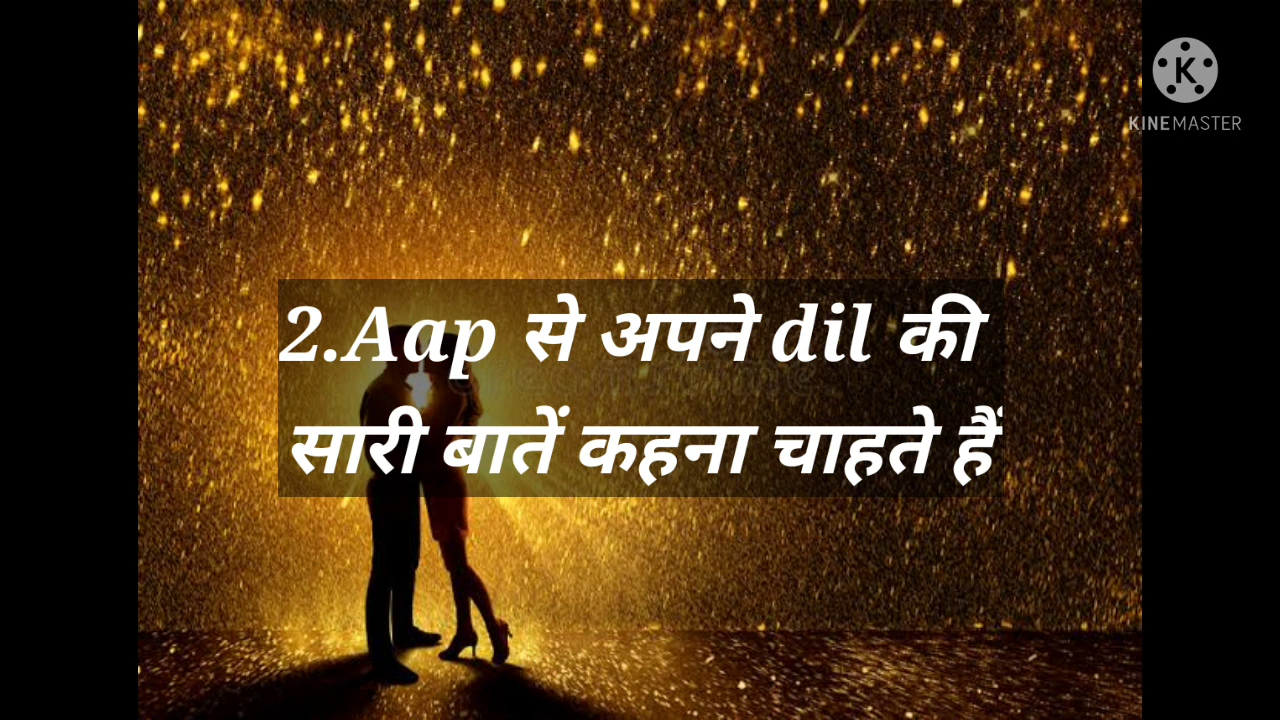 K
KINEMASTER
2.Aap से अपने dil की
सारी बातें कहना चाहते हैं